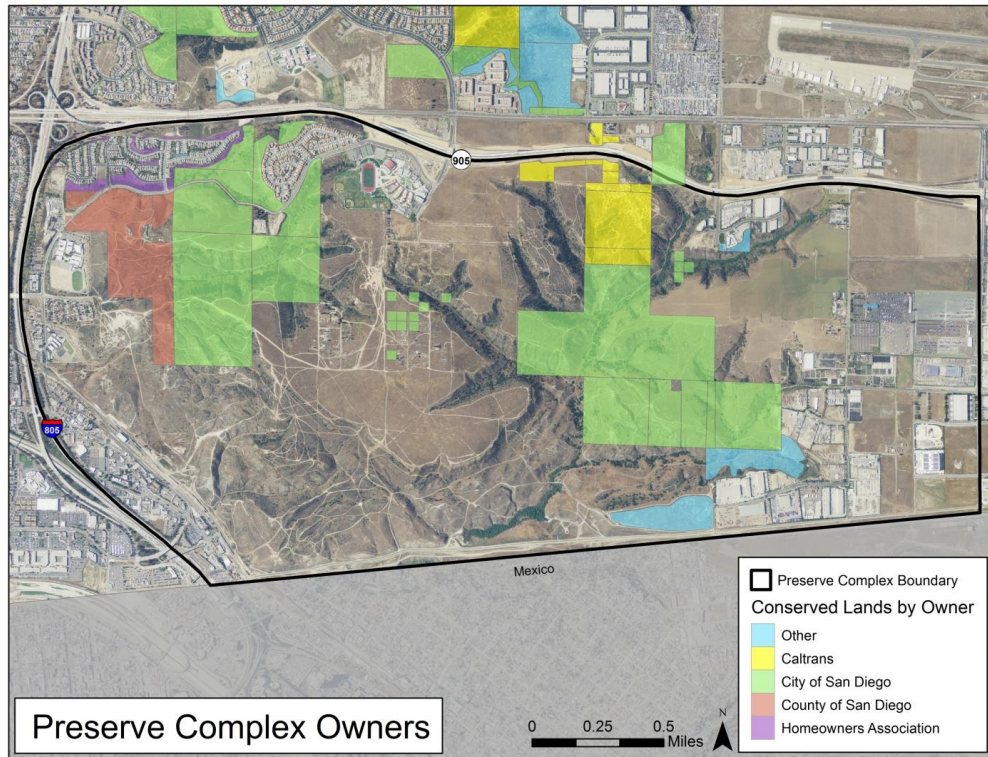 905
805
Mexico
Preserve Complex Owners
0 0.25 0.5
Miles
N
Preserve Complex Boundary
Conserved Lands by Owner
Other
Caltrans
City of San Diego
County of San Diego
Homeowners Association